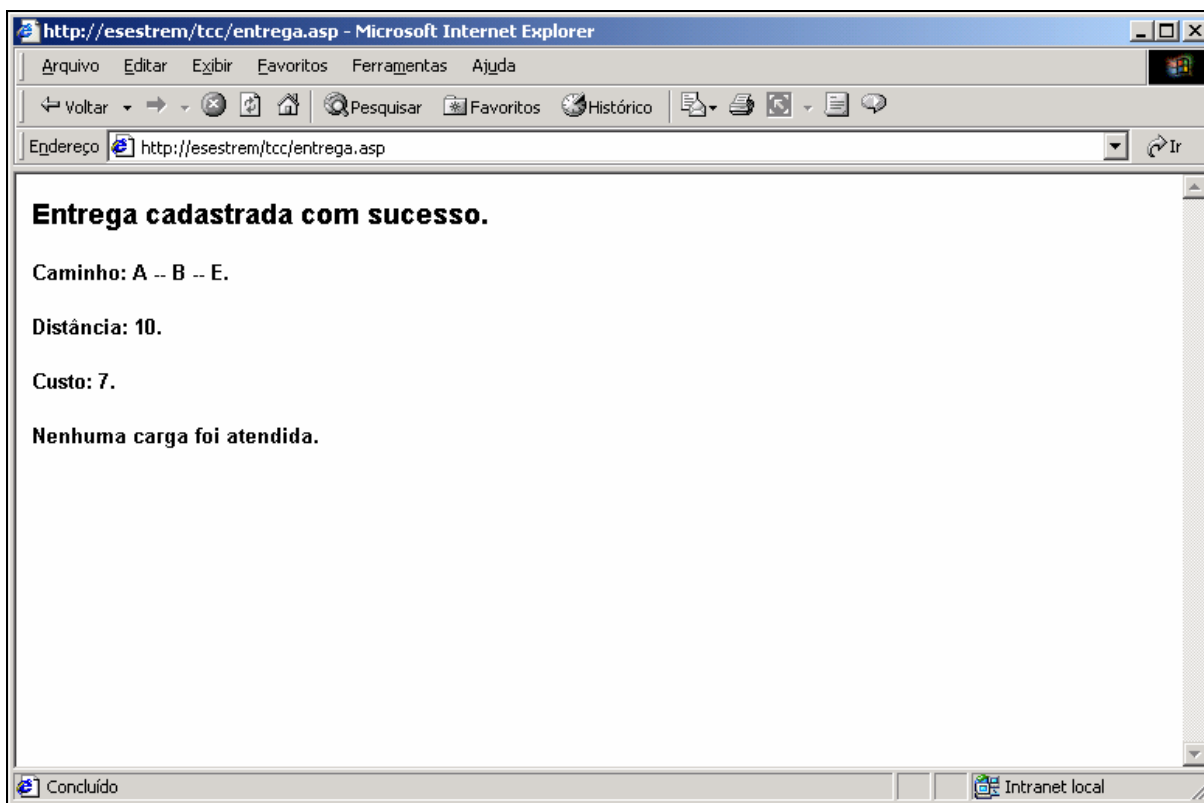 http://esestrem/tcc/entrega.asp - Microsoft Internet Explorer
Arquivo Editar Exibir Favoritos Ferramentas Ajuda
Voltar Pesquisar Favoritos Histórico
Endereço http://esestrem/tcc/entrega.asp Ir
Entrega cadastrada com sucesso.
Caminho: A -- B -- E.
Distância: 10.
Custo: 7.
Nenhuma carga foi atendida.
Concluído Intranet local